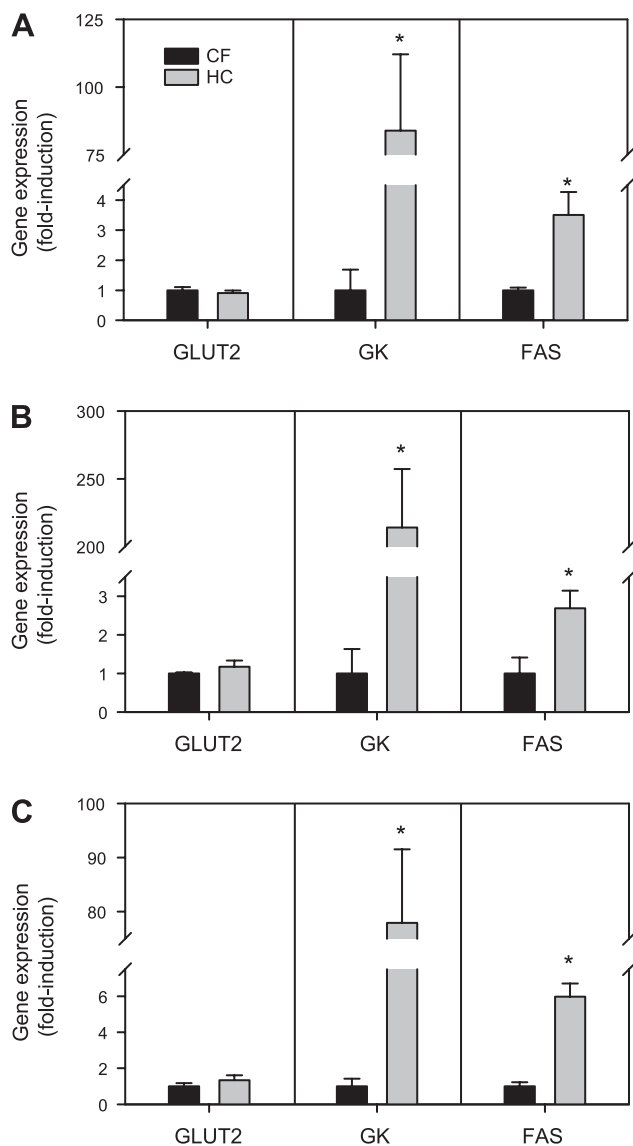 A
CF
HC
Gene expression
(fold-induction)
125
100
75
4
3
2
1
0
*
*
GLUT2 GK FAS
B
Gene expression
(fold-induction)
300
250
200
3
2
1
0
*
*
GLUT2 GK FAS
C
Gene expression
(fold-induction)
100
90
80
6
4
2
0
*
*
GLUT2 GK FAS